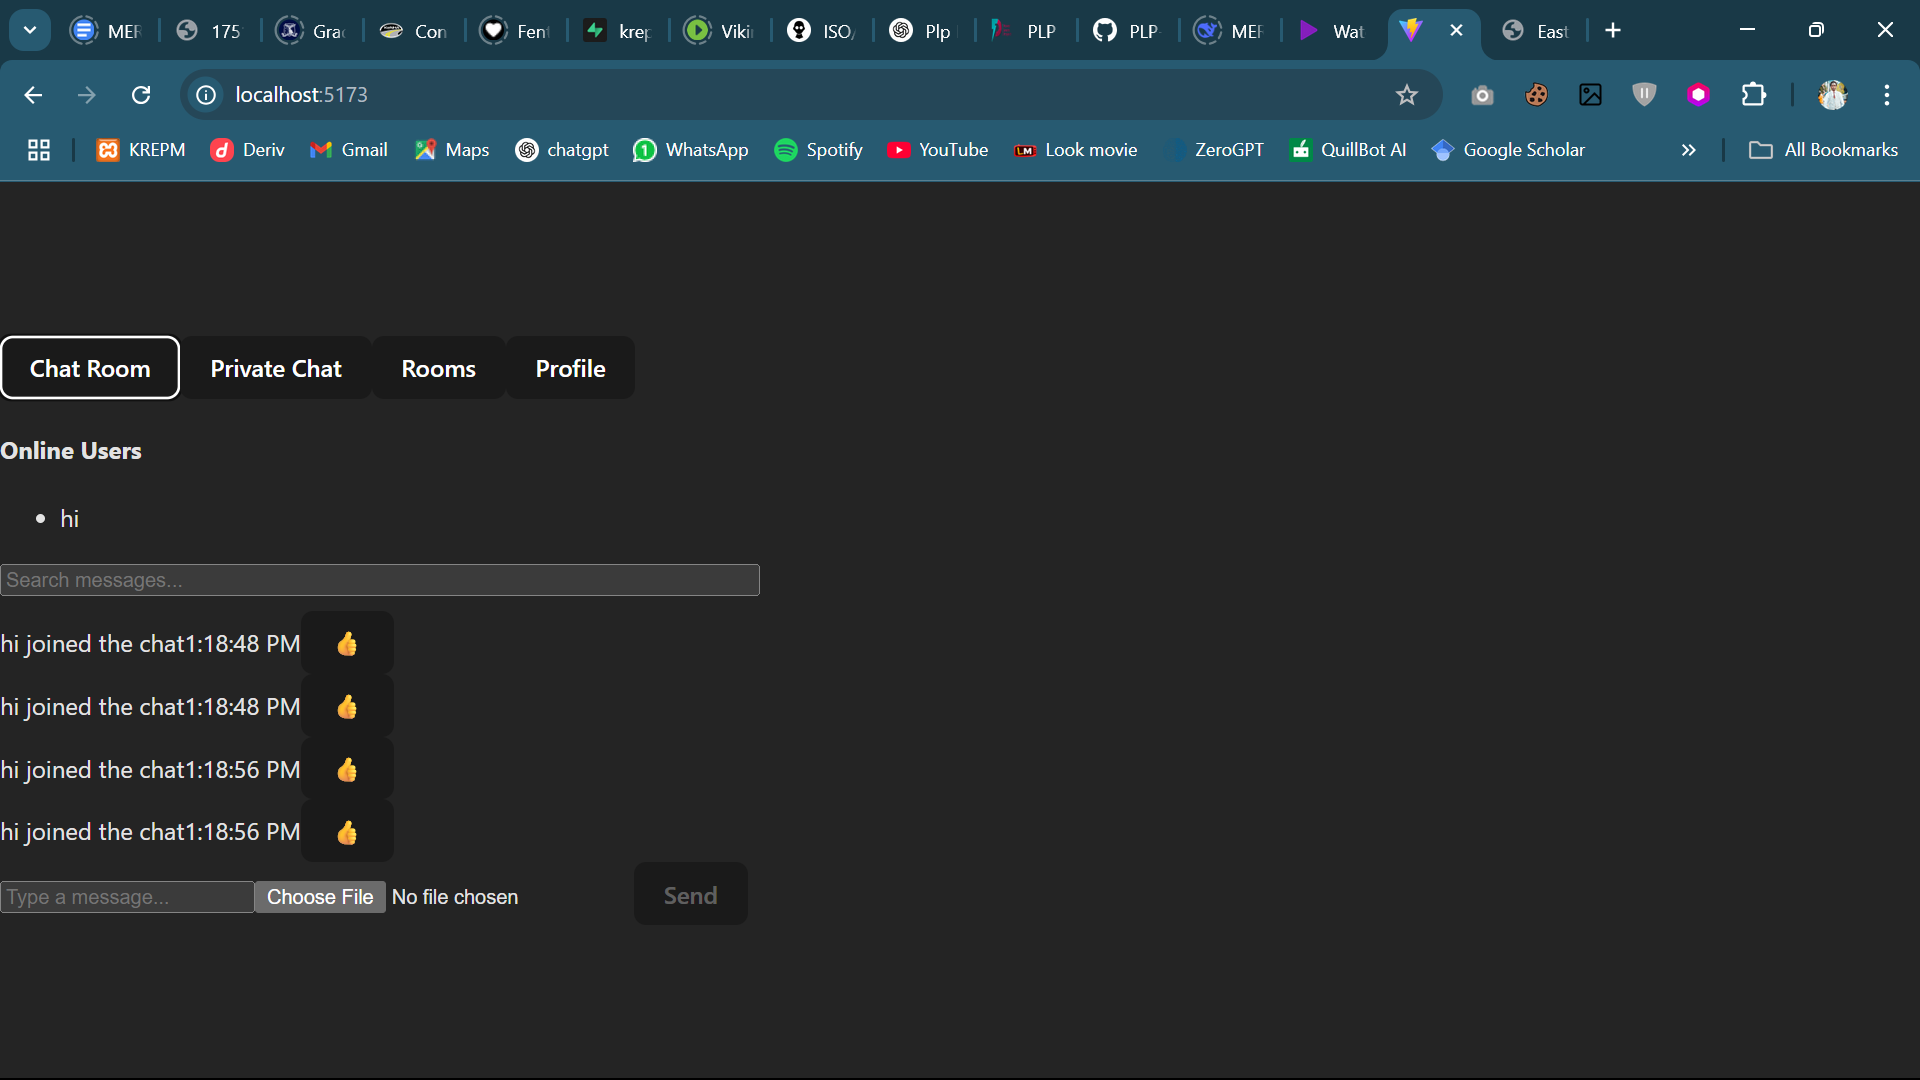 MER
175
Gra
Con
Fent
krep
Viki
ISO/
Plp
PLP
PLP
MER
Wat
East
localhost:5173
KREPM
Deriv
Gmail
Maps
chatgpt
1
WhatsApp
Spotify
YouTube
LM
Look movie
ZeroGPT
QuillBot AI
Google Scholar
All Bookmarks
Chat Room
Private Chat
Rooms
Profile
Online Users
hi
Search messages...
hi joined the chat1:18:48 PM
hi joined the chat1:18:48 PM
hi joined the chat1:18:56 PM
hi joined the chat1:18:56 PM
Type a message...
Choose File
No file chosen
Send